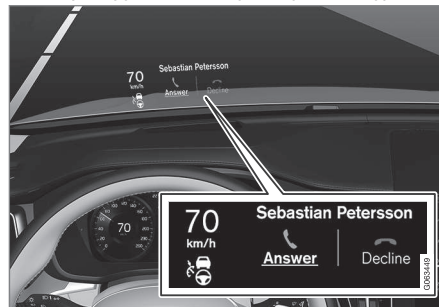 70
km/h
Sebastian Petersson
Answer
Decline
70
70
km/h
Sebastian Petersson
Answer
Decline
G063449